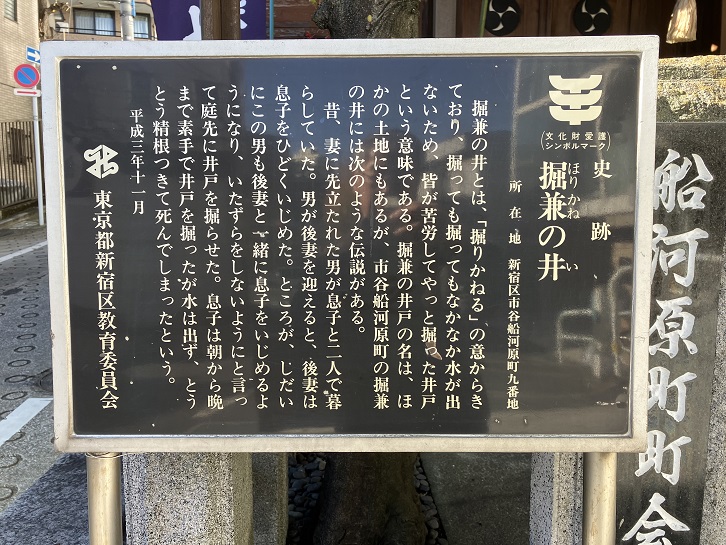 文化財愛護
シンボルマーク
史跡
ほりかね　い
掘兼の井
所在地　新宿区市谷船河原町九番地
掘兼の井とは、「掘りかねる」の意からき
ており、掘っても掘ってもなかなか水が出
ないため、皆が苦労してやっと掘った井戸
という意味である。掘兼の井戸の名は、ほ
かの土地にもあるが、市谷船河原町の掘兼
の井には次のような伝説がある。
昔、妻に先立たれた男が息子と二人で暮
らしていた。男が後妻を迎えると、後妻は
息子をひどくいじめた。ところが、しだい
にこの男も後妻と一緒に息子をいじめるよ
うになり、いたずらをしないようにと言っ
て庭先に井戸を掘らせた。息子は朝から晩
まで素手で井戸を掘ったが水は出ず、とう
とう精根つきて死んでしまったという。
平成三年十一月
東京都新宿区教育委員会
船河原町町会